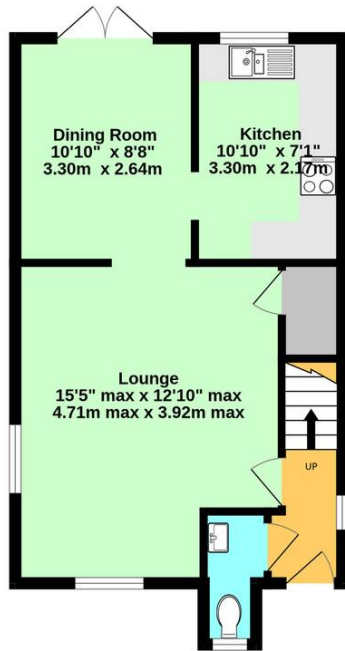 Dining Room
10'10" x 8'8"
3.30m x 2.64m
Kitchen
10'10" x 7'1"
3.30m x 2.17m
Lounge
15'5" max x 12'10" max
4.71m max x 3.92m max
UP